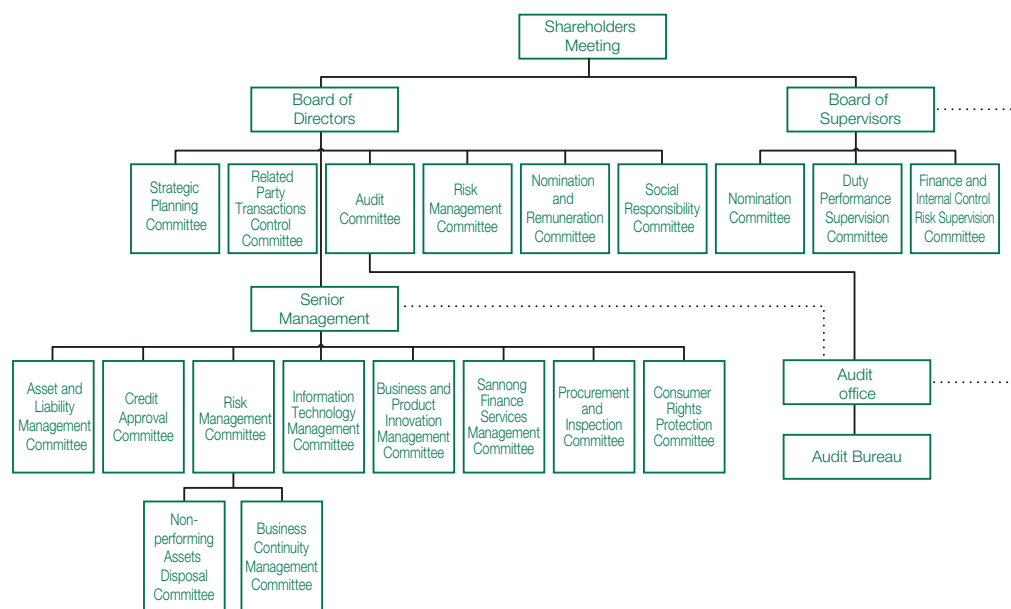 Shareholders
Meeting
Board of
Directors
Board of
Supervisors
Strategic
Planning
Committee
Related
Party
Transactions
Control
Committee
Audit
Committee
Risk
Management
Committee
Nomination
and
Remuneration
Committee
Social
Responsibility
Committee
Nomination
Committee
Duty
Performance
Supervision
Committee
Finance and
Internal Control
Risk Supervision
Committee
Senior
Management
Asset and
Liability
Management
Committee
Credit
Approval
Committee
Risk
Management
Committee
Information
Technology
Management
Committee
Business and
Product
Innovation
Management
Committee
Sannong
Finance
Services
Management
Committee
Procurement
and
Inspection
Committee
Consumer
Rights
Protection
Committee
Audit
office
Audit Bureau
Non-
performing
Assets
Disposal
Committee
Business
Continuity
Management
Committee